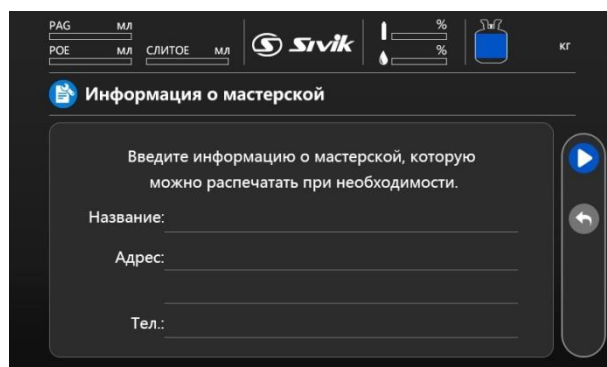 PAG мл
POE мл СЛИТОЕ мл
Sivik
%
%
кг
Информация о мастерской
Введите информацию о мастерской, которую
можно распечатать при необходимости.
Название:
Адрес:
Тел.: